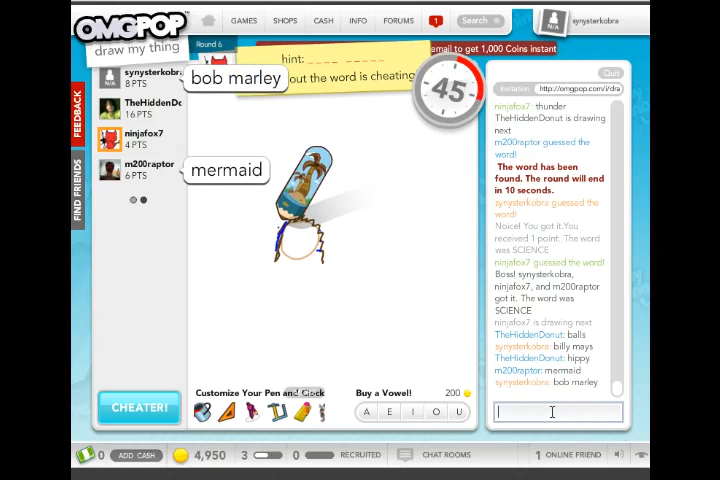 OMGPOP
draw my thing
GAMES
SHOPS
CASH
INFO
FORUMS
1
Search
N/A
synysterkobra
Round 6
email to get 1,000 Coins instant
hint:
out the word is cheating
45
FEEDBACK
FIND FRIENDS
N/A
synysterkobra
8 PTS
bob marley
TheHiddenDo
16 PTS
ninjafox7
4 PTS
m200raptor
6 PTS
mermaid
Quit
Invitation
http://omgpop.com/i/dra
ninjafox7: thunder
TheHiddenDonut is drawing
next
m200raptor guessed the
word!
The word has been
found. The round will end
in 10 seconds.
synysterkobra guessed the
word!
Noice! You got it.You
received 1 point. The word
was SCIENCE
ninjafox7 guessed the word!
Boss! synysterkobra,
ninjafox7, and m200raptor
got it. The word was
SCIENCE
ninjafox7 is drawing next
TheHiddenDonut: balls
synysterkobra: billy mays
TheHiddenDonut: hippy
m200raptor: mermaid
synysterkobra: bob marley
CHEATER!
Customize Your Pen and Clock
Buy a Vowel!
200
A E I O U
0
ADD CASH
4,950
3
0
RECRUITED
CHAT ROOMS
1 ONLINE FRIEND